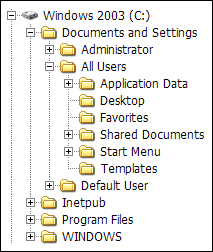 Windows 2003 (C:)
Documents and Settings
Administrator
All Users
Application Data
Desktop
Favorites
Shared Documents
Start Menu
Templates
Default User
Inetpub
Program Files
WINDOWS